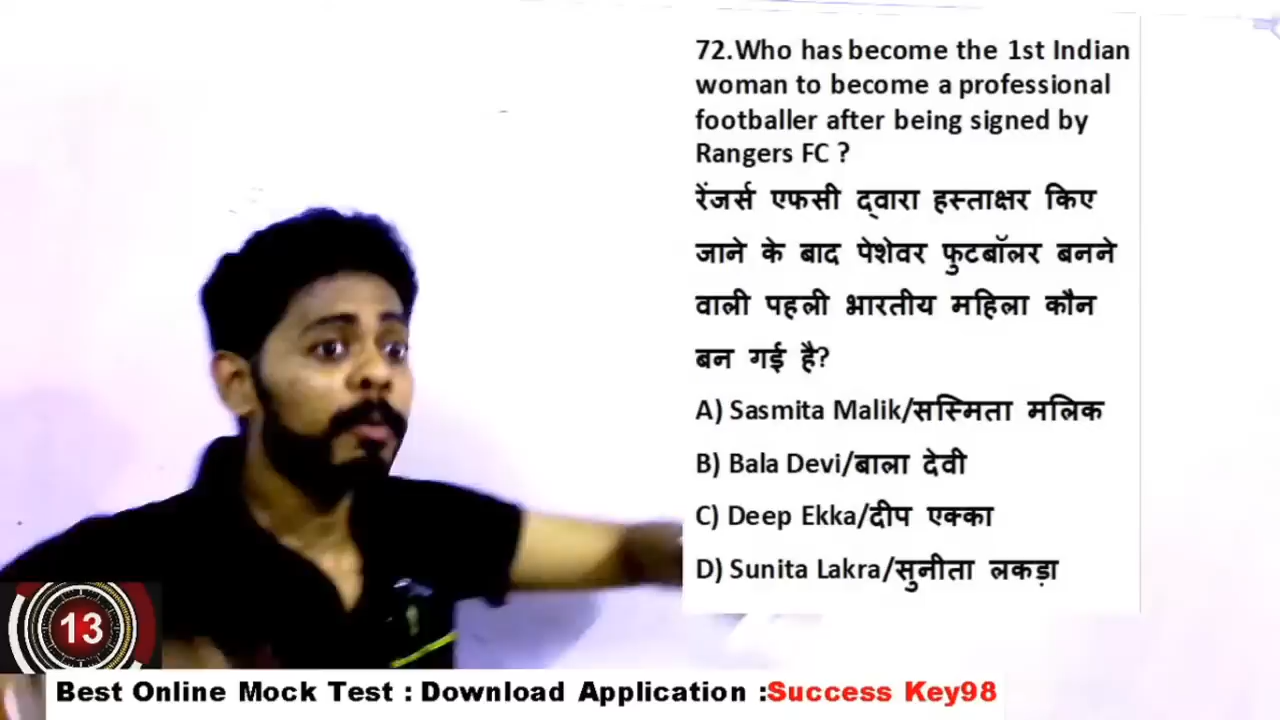 72.Who has become the 1st Indian
woman to become a professional
footballer after being signed by
Rangers FC ?
रेंजर्स एफसी द्वारा हस्ताक्षर किए
जाने के बाद पेशेवर फुटबॉलर बनने
वाली पहली भारतीय महिला कौन
बन गई है?
A) Sasmita Malik/सस्मिता मलिक
B) Bala Devi/बाला देवी
C) Deep Ekka/दीप एक्का
D) Sunita Lakra/सुनीता लकड़ा
13
Best Online Mock Test : Download Application :Success Key98